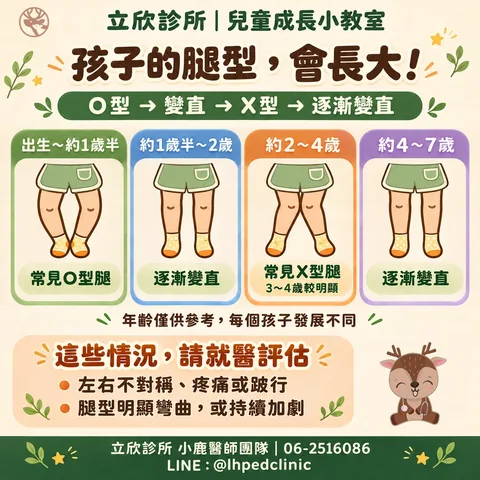 立欣診所｜兒童成長小教室
孩子的腿型，會長大！
O型 → 變直 → X型 → 逐漸變直
出生～約1歲半
常見O型腿
約1歲半～2歲
逐漸變直
約2～4歲
常見X型腿
3～4歲較明顯
約4～7歲
逐漸變直
年齡僅供參考，每個孩子發展不同
這些情況，請就醫評估
• 左右不對稱、疼痛或跛行
• 腿型明顯彎曲，或持續加劇
立欣診所 小鹿醫師團隊｜06-2516086
LINE：@lhpedclinic